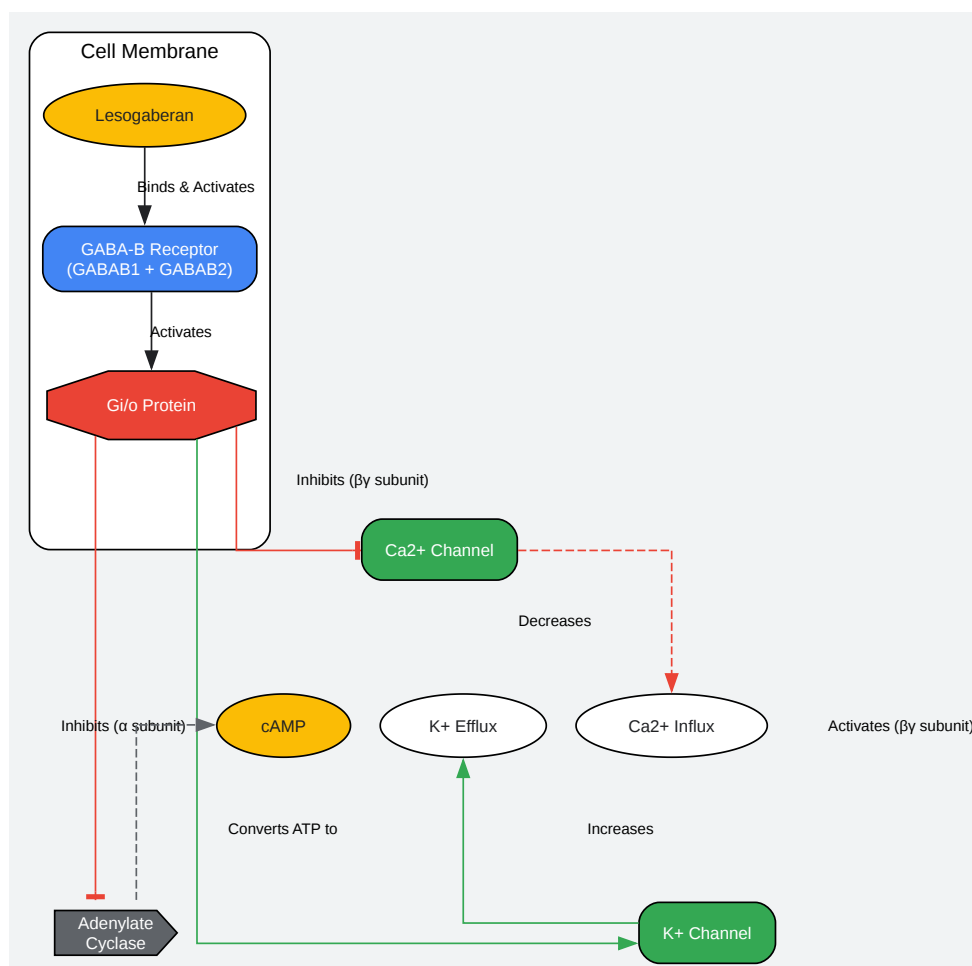 Cell Membrane
Lesogaberan
Binds & Activates
GABA-B Receptor
(GABAB1 + GABAB2)
Activates
Gi/o Protein
Inhibits (βγ subunit)
Ca2+ Channel
Decreases
Inhibits (α subunit)
cAMP
K+ Efflux
Ca2+ Influx
Activates (βγ subunit)
Converts ATP to
Increases
Adenylate
Cyclase
K+ Channel